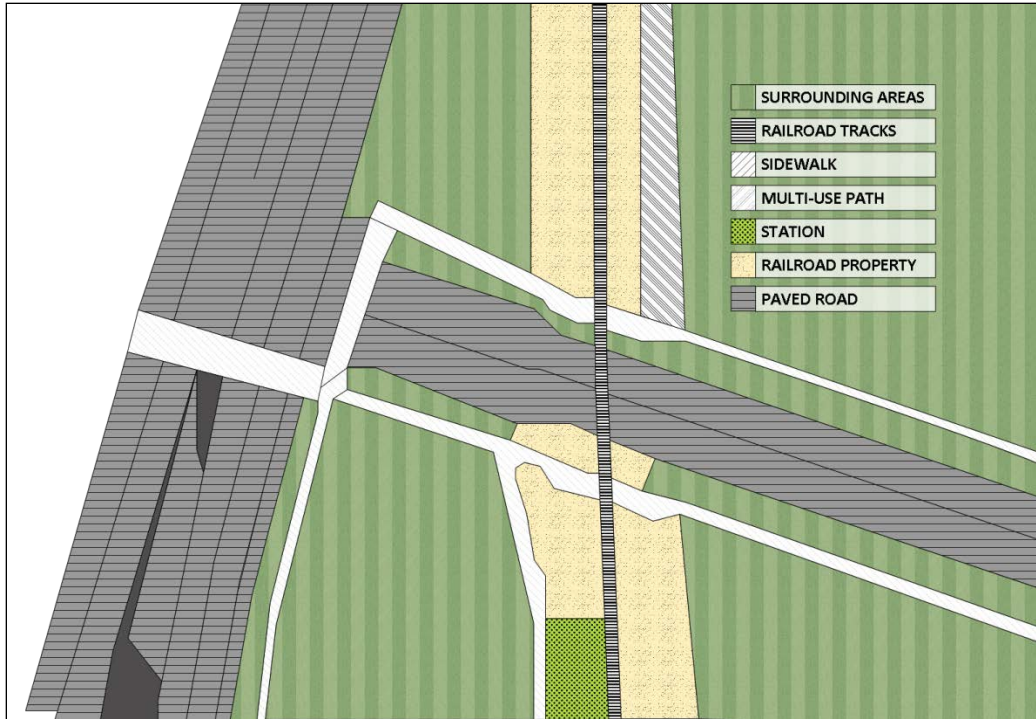 SURROUNDING AREAS
RAILROAD TRACKS
SIDEWALK
MULTI-USE PATH
STATION
RAILROAD PROPERTY
PAVED ROAD